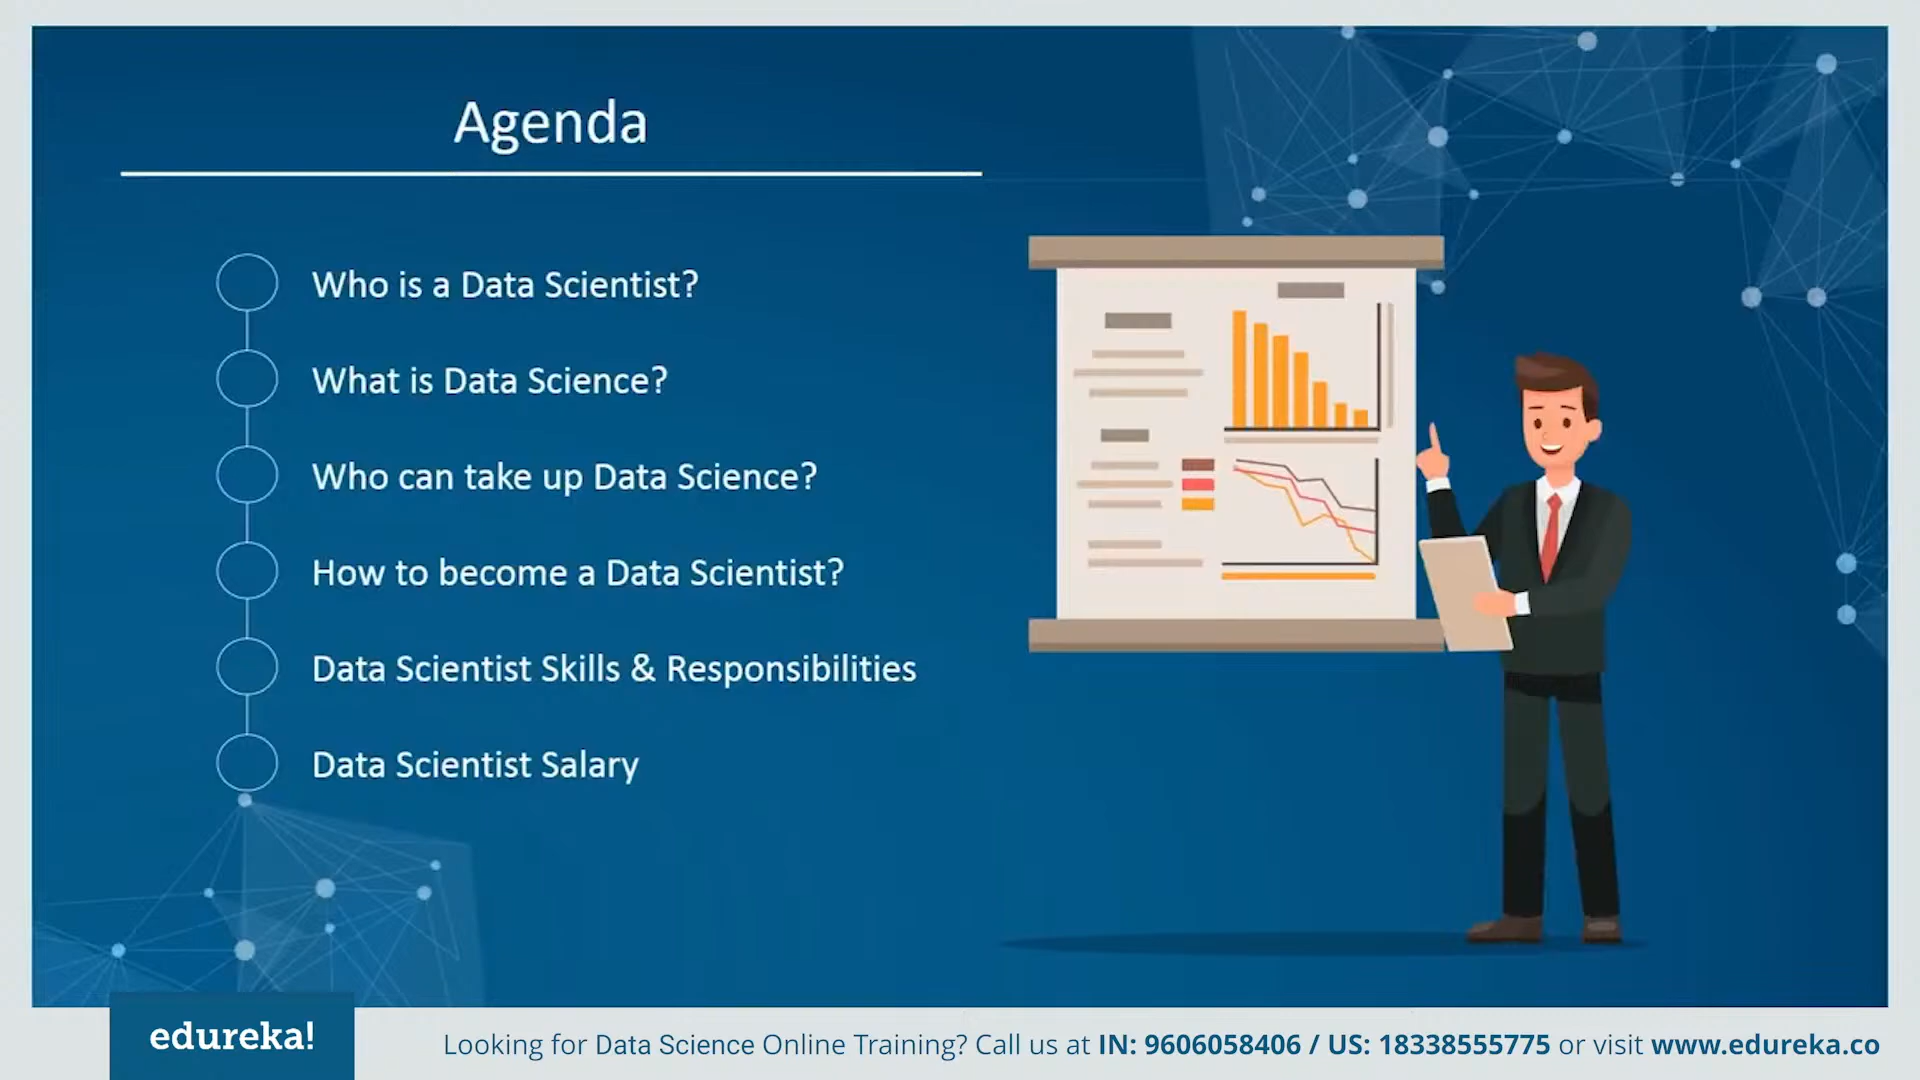 Agenda
Who is a Data Scientist?
What is Data Science?
Who can take up Data Science?
How to become a Data Scientist?
Data Scientist Skills & Responsibilities
Data Scientist Salary
edureka!
Looking for Data Science Online Training? Call us at IN: 9606058406 / US: 18338555775 or visit www.edureka.co